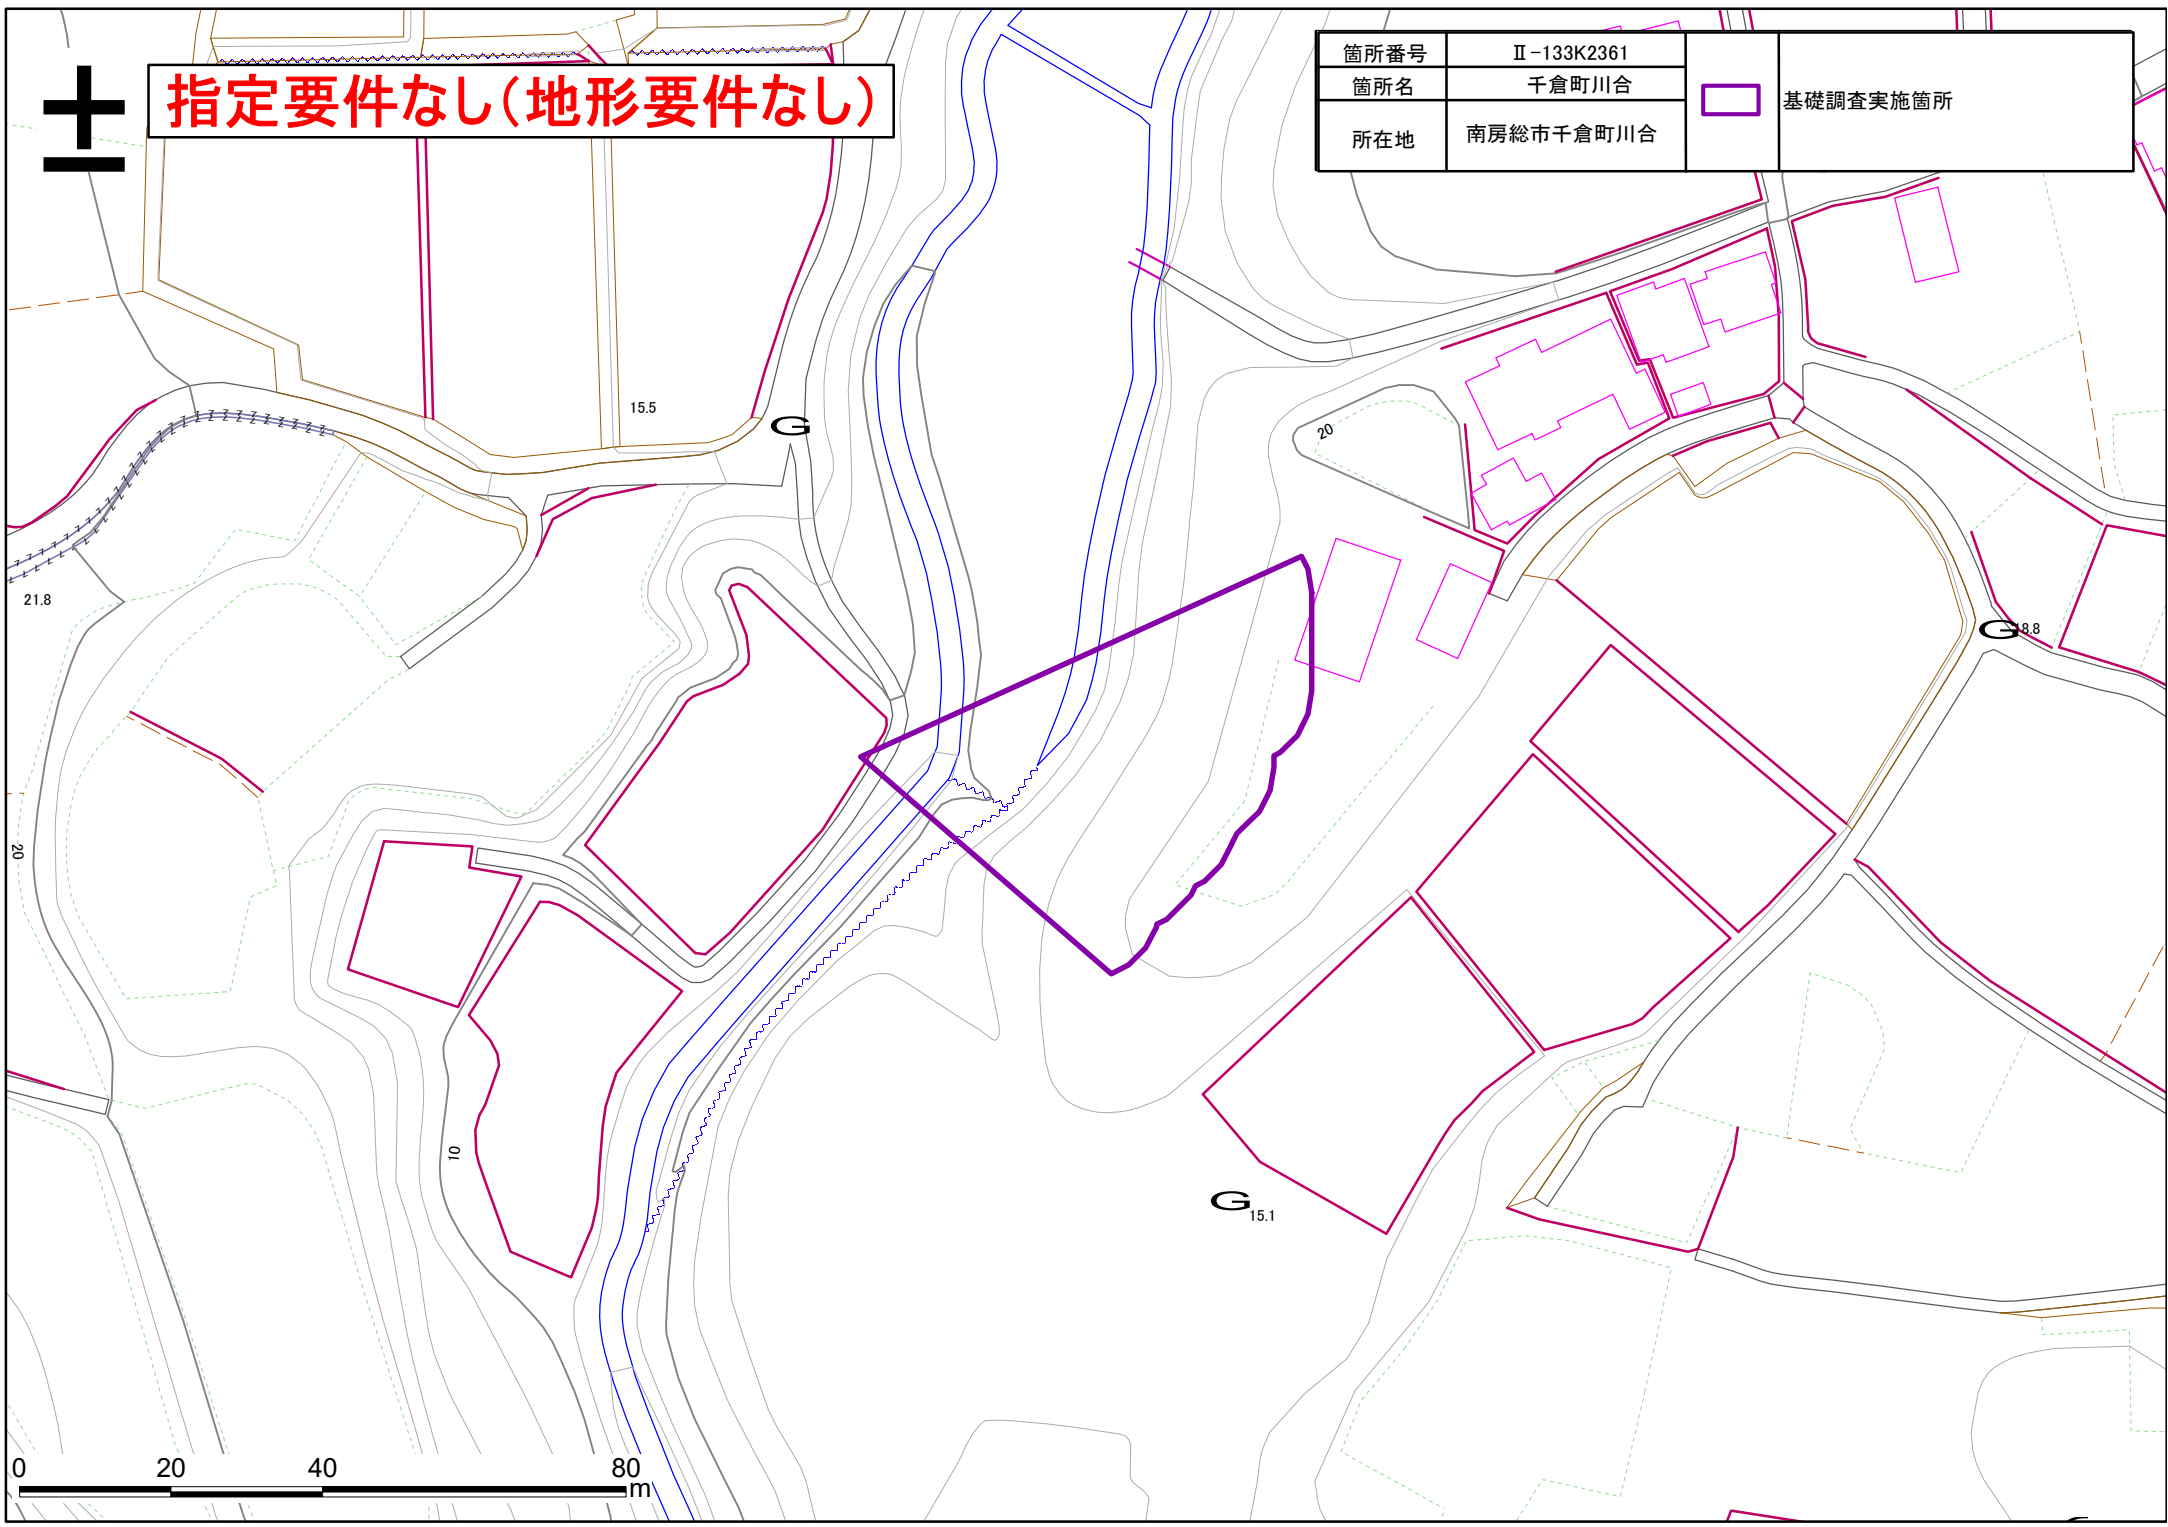 指定要件なし(地形要件なし)
箇所番号 Ⅱ-133K2361
箇所名 千倉町川合
所在地 南房総市千倉町川合
基礎調査実施箇所
15.5
G
20
21.8
G 18.8
20
10
G 15.1
0 20 40 80
m